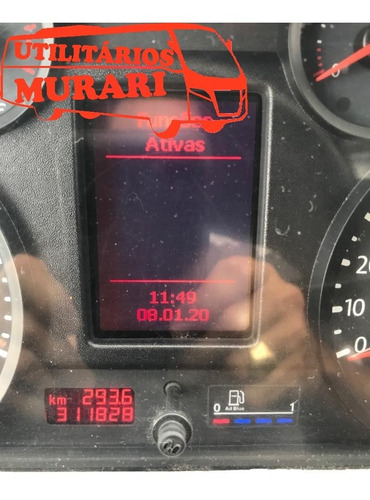 UTILITÁRIOS
MURARI
Ativas
11:49
08.01.20
km 293.6
311828
0 Ad Blue 1
0
20
10
0